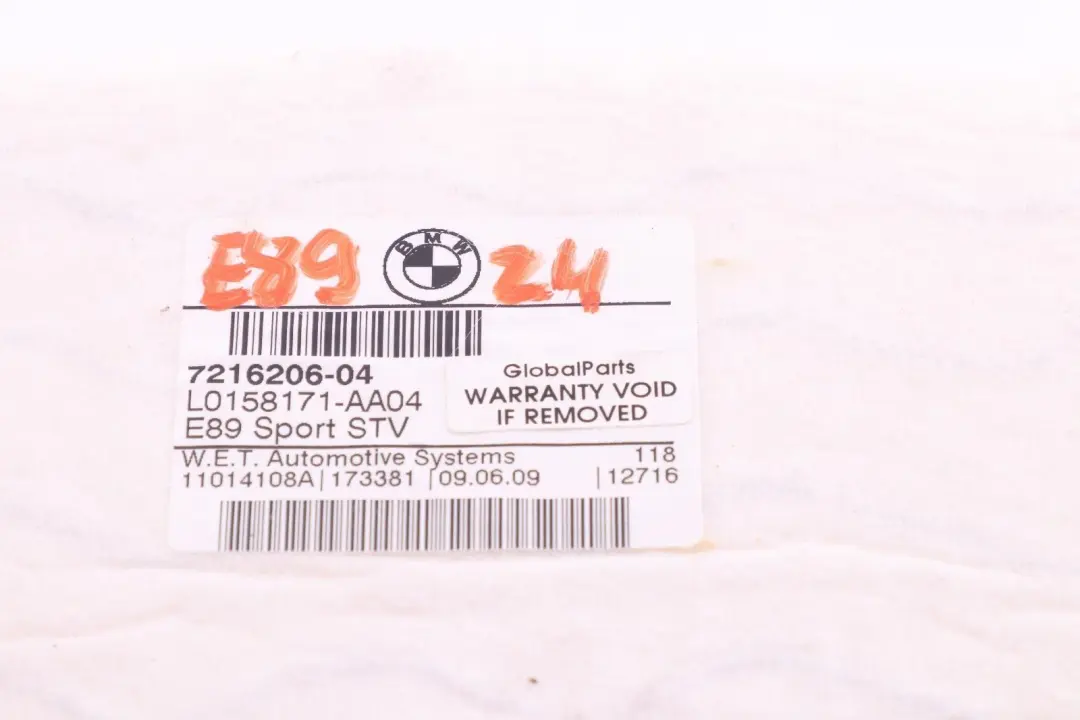 E89 BMW 24
7216206-04
L0158171-AA04
E89 Sport STV
GlobalParts
WARRANTY VOID
IF REMOVED
W.E.T. Automotive Systems 118
11014108A|173381 |09.06.09 |12716